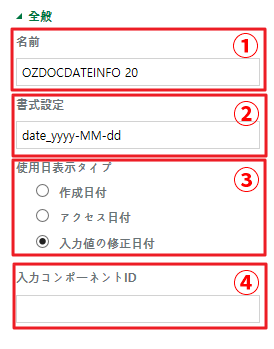 全般
名前 ①
OZDOCDATEINFO 20
書式設定 ②
date_yyyy-MM-dd
使用日表示タイプ ③
作成日付
アクセス日付
入力値の修正日付
入力コンポーネントID ④